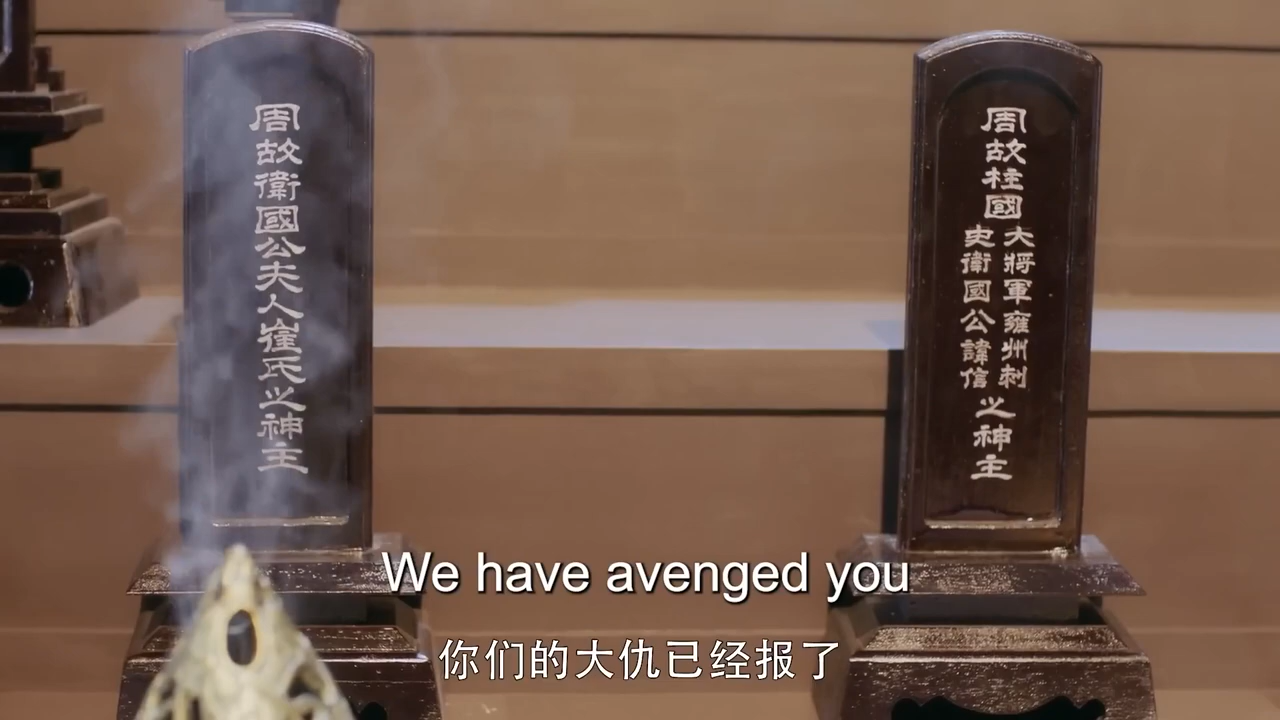 周故衛國公夫人崔氏之神主
周故柱國
大將軍雍州刺
史衛國公諱信
之神主
We have avenged you
你们的大仇已经报了